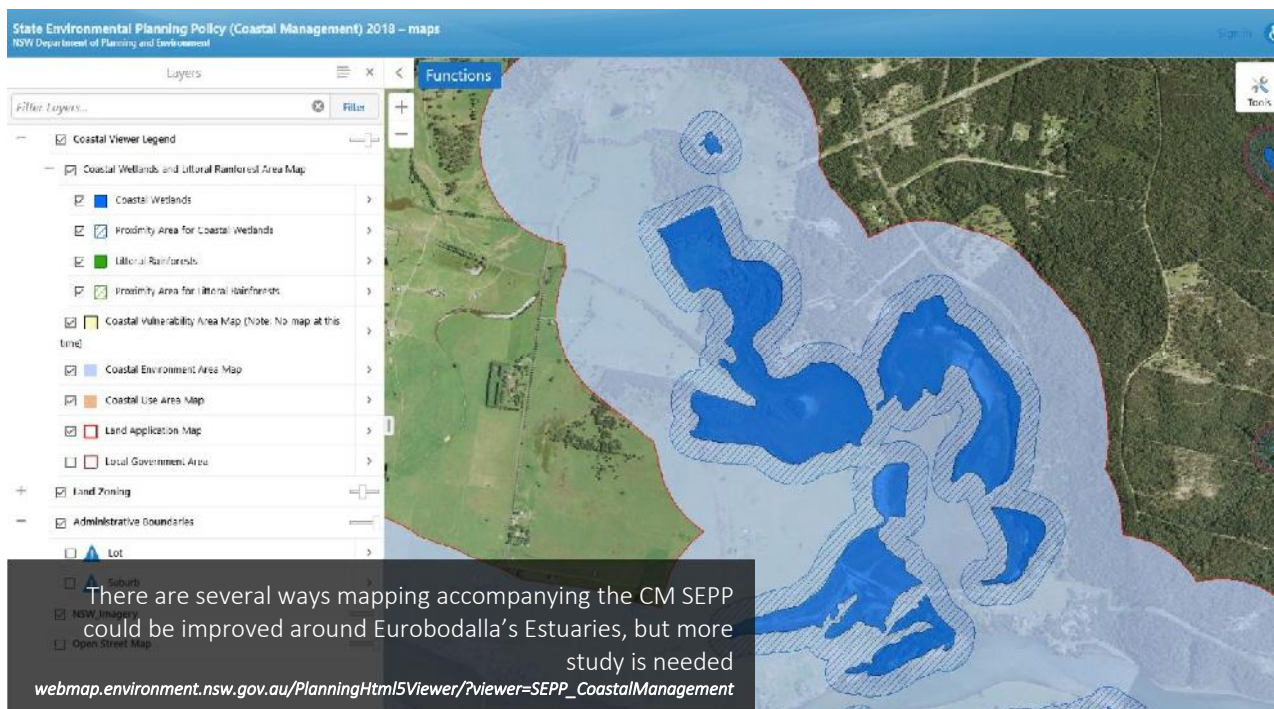 State Environmental Planning Policy (Coastal Management) 2018 – maps
NSW Department of Planning and Environment
Sign in
Layers
Functions
Filter Layers...
Filter
Tools
Coastal Viewer Legend
Coastal Wetlands and Littoral Rainforest Area Map
Coastal Wetlands
Proximity Area for Coastal Wetlands
Littoral Rainforests
Proximity Area for Littoral Rainforests
Coastal Vulnerability Area Map (Note: No map at this
time)
Coastal Environment Area Map
Coastal Use Area Map
Land Application Map
Local Government Area
Land Zoning
Administrative Boundaries
Lot
Suburb
NSW_Imagery
Open Street Map
There are several ways mapping accompanying the CM SEPP
could be improved around Eurobodalla’s Estuaries, but more
study is needed
webmap.environment.nsw.gov.au/PlanningHtml5Viewer/?viewer=SEPP_CoastalManagement